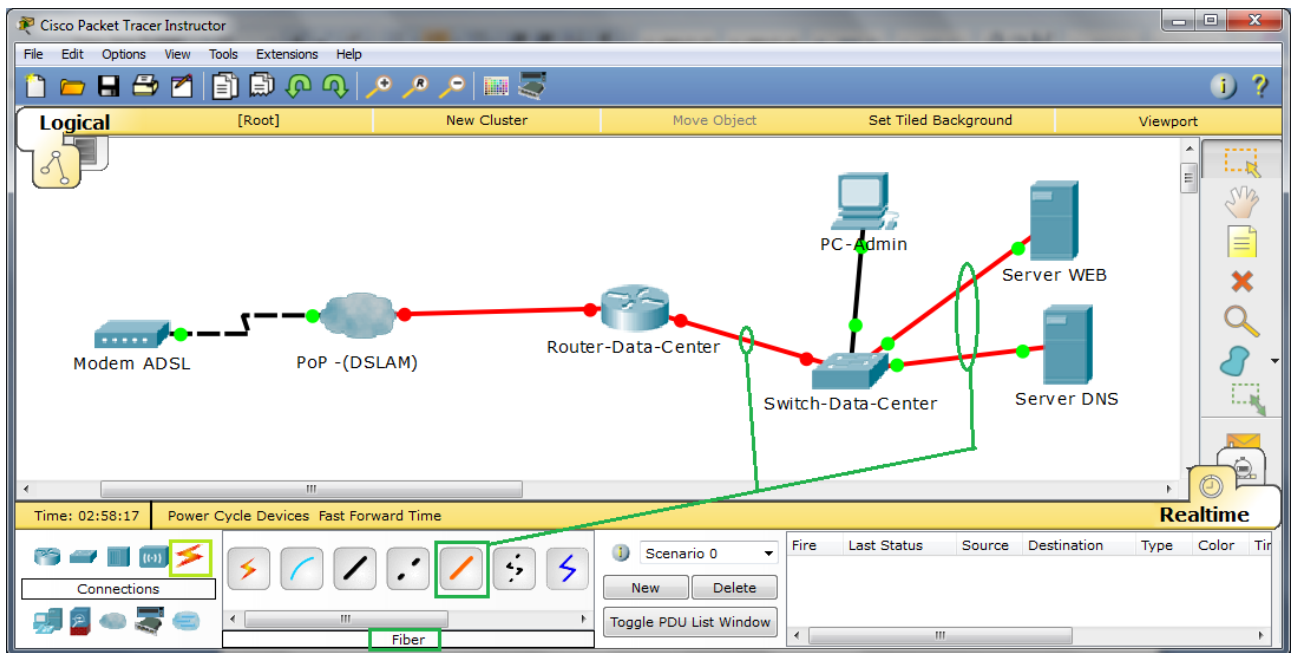 Cisco Packet Tracer Instructor
File Edit Options View Tools Extensions Help
Logical [Root] New Cluster Move Object Set Tiled Background Viewport
PC-Admin
Server WEB
Router-Data-Center
Modem ADSL
PoP -(DSLAM)
Switch-Data-Center
Server DNS
Time: 02:58:17 Power Cycle Devices Fast Forward Time
Realtime
Connections
Fiber
Scenario 0
New Delete
Toggle PDU List Window
Fire Last Status Source Destination Type Color Tir